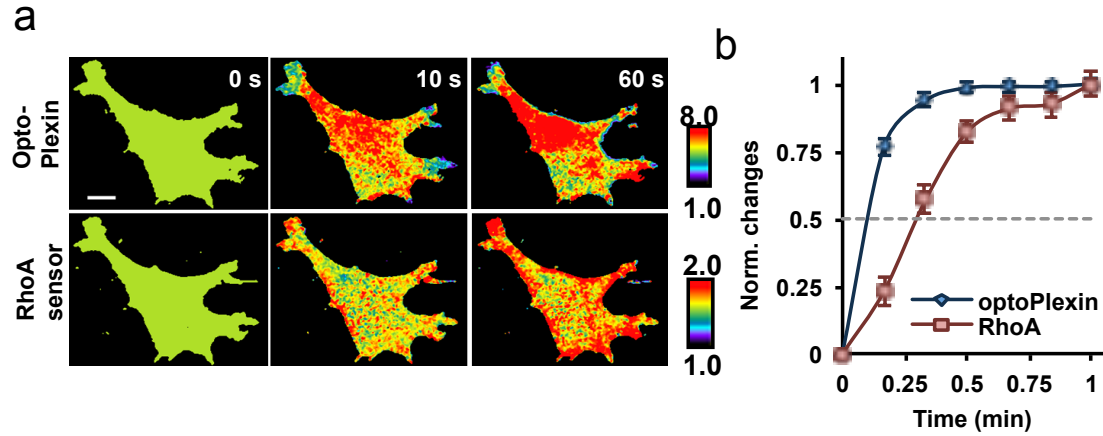 a
0 s
10 s
60 s
Opto-
Plexin
8.0
1.0
RhoA
sensor
2.0
1.0
b
Norm. changes
1
0.75
0.5
0.25
0
optoPlexin
RhoA
0
0.25
0.5
0.75
1
Time (min)